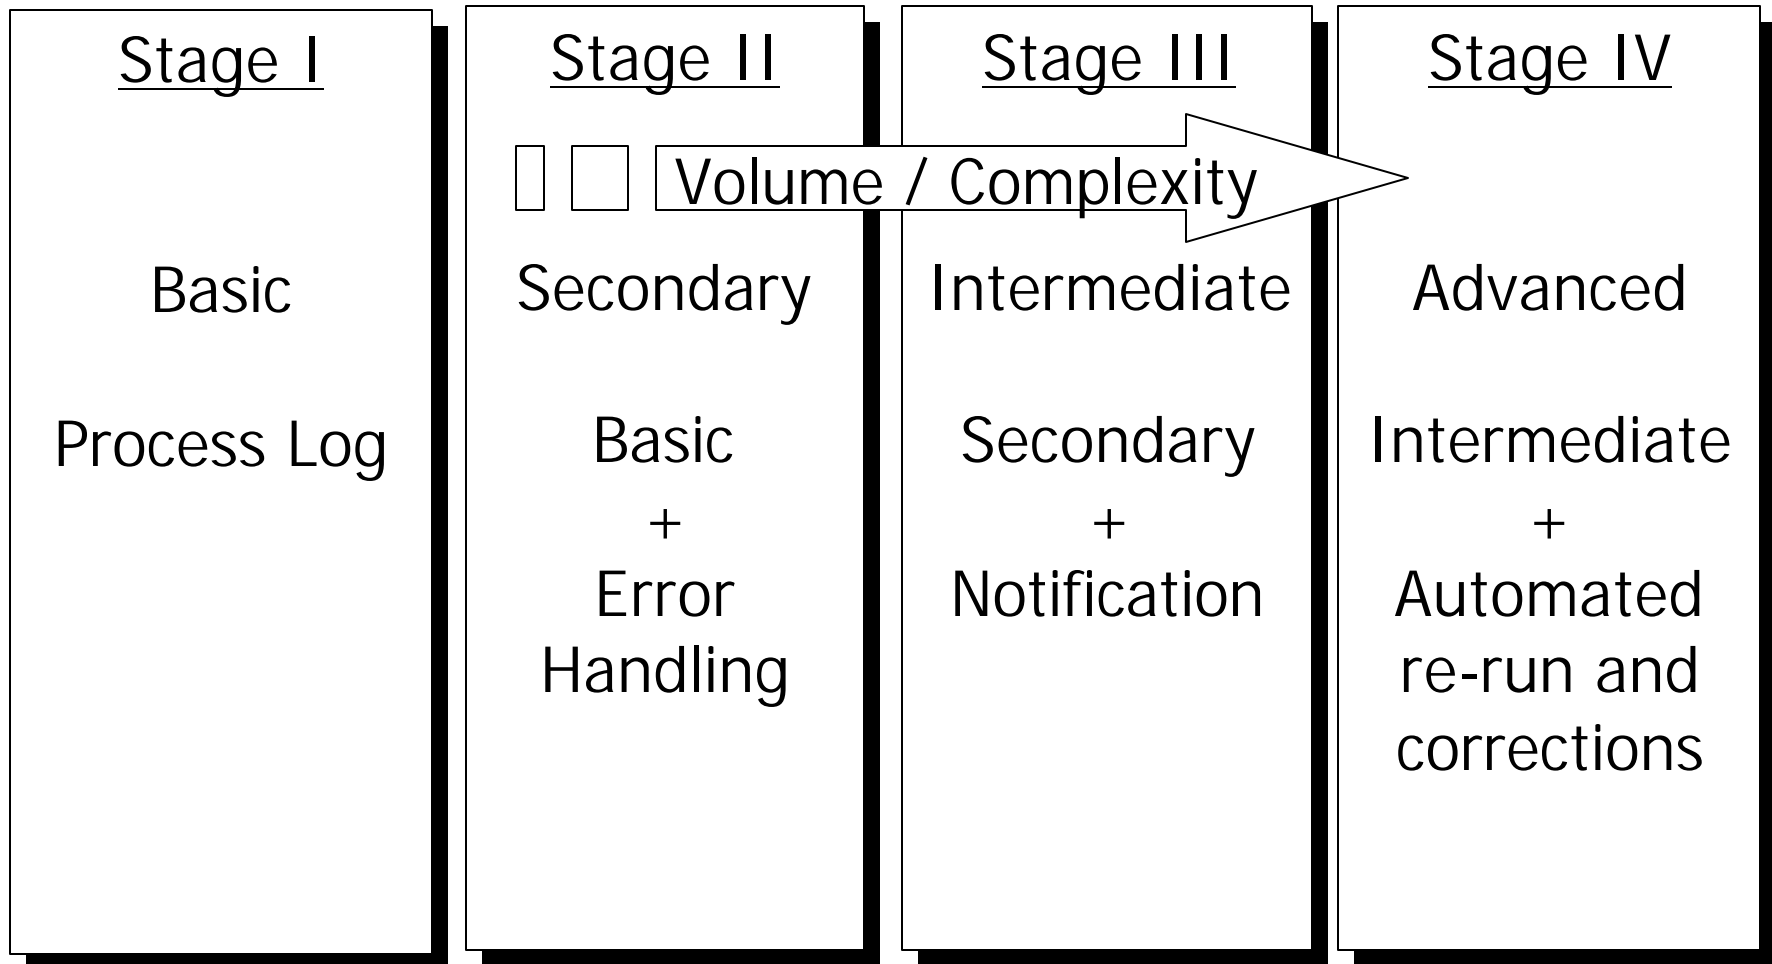 Stage I
Basic
Process Log
Stage II
Volume / Complexity
Secondary
Basic
+
Error
Handling
Stage III
Intermediate
Secondary
+
Notification
Stage IV
Advanced
Intermediate
+
Automated
re-run and
corrections